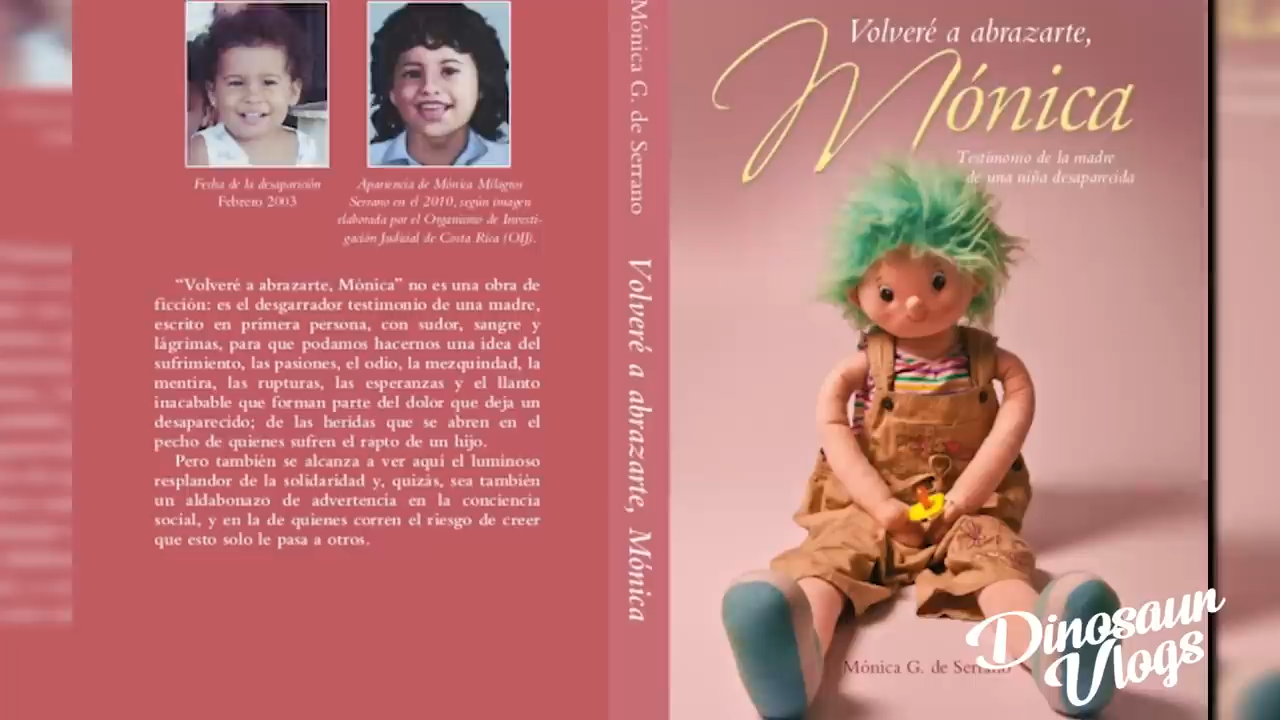 Fecha de la desaparición
Febrero 2003
Apariencia de Mónica Milagros
Serrano en el 2010, según imagen
elaborada por el Organismo de Investi-
gación Judicial de Costa Rica (OIJ).
“Volveré a abrazarte, Mónica” no es una obra de
ficción: es el desgarrador testimonio de una madre,
escrito en primera persona, con sudor, sangre y
lágrimas, para que podamos hacernos una idea del
sufrimiento, las pasiones, el odio, la mezquindad, la
mentira, las rupturas, las esperanzas y el llanto
inacabable que forman parte del dolor que deja un
desaparecido; de las heridas que se abren en el
pecho de quienes sufren el rapto de un hijo.
Pero también se alcanza a ver aquí el luminoso
resplandor de la solidaridad y, quizás, sea también
un aldabonazo de advertencia en la conciencia
social, y en la de quienes corren el riesgo de creer
que esto solo le pasa a otros.
Mónica G. de Serrano Volveré a abrazarte, Mónica
Volveré a abrazarte,
Mónica
Testimonio de la madre
de una niña desaparecida
Mónica G. de Serrano
Dinosaur
Vlogs